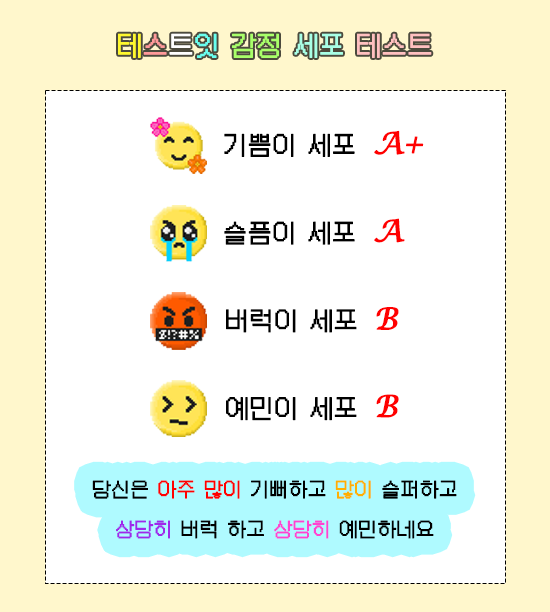 테스트잇 감정 세포 테스트
기쁨이 세포 A+
슬픔이 세포 A
버럭이 세포 B
$!?#%
예민이 세포 B
당신은 아주 많이 기뻐하고 많이 슬퍼하고
상당히 버럭 하고 상당히 예민하네요